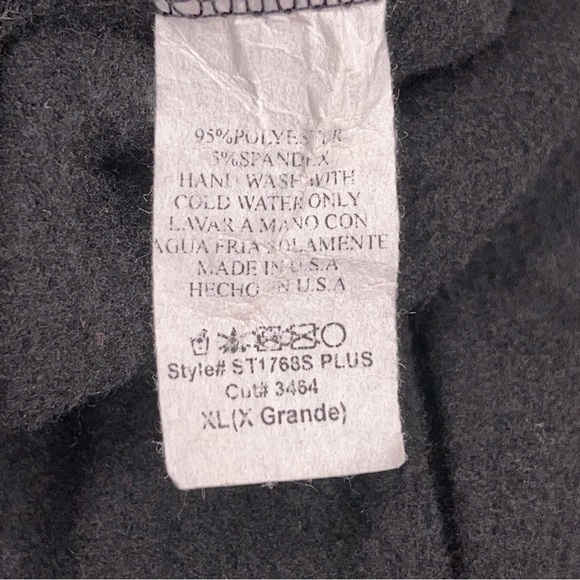 95%POLYESTER
5%SPANDEX
HAND WASH WITH
COLD WATER ONLY
LAVAR A MANO CON
AGUA FRIA SOLAMENTE
MADE IN U.S.A
HECHO EN U.S.A
Style# ST1768S PLUS
Cut# 3464
XL(X Grande)